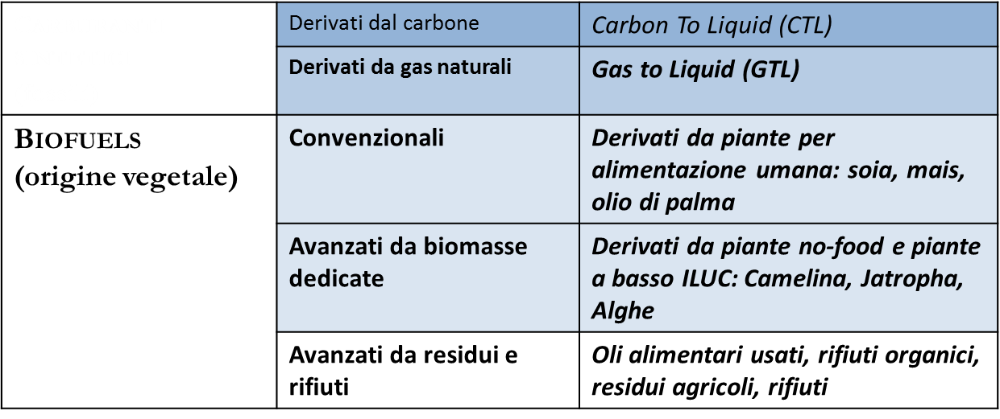 Derivati dal carbone
Carbon To Liquid (CTL)
Derivati da gas naturali
Gas to Liquid (GTL)
BIOFUELS
(origine vegetale)
Convenzionali
Derivati da piante per
alimentazione umana: soia, mais,
olio di palma
Avanzati da biomasse
dedicate
Derivati da piante no-food e piante
a basso ILUC: Camelina, Jatropha,
Alghe
Avanzati da residui e
rifiuti
Oli alimentari usati, rifiuti organici,
residui agricoli, rifiuti